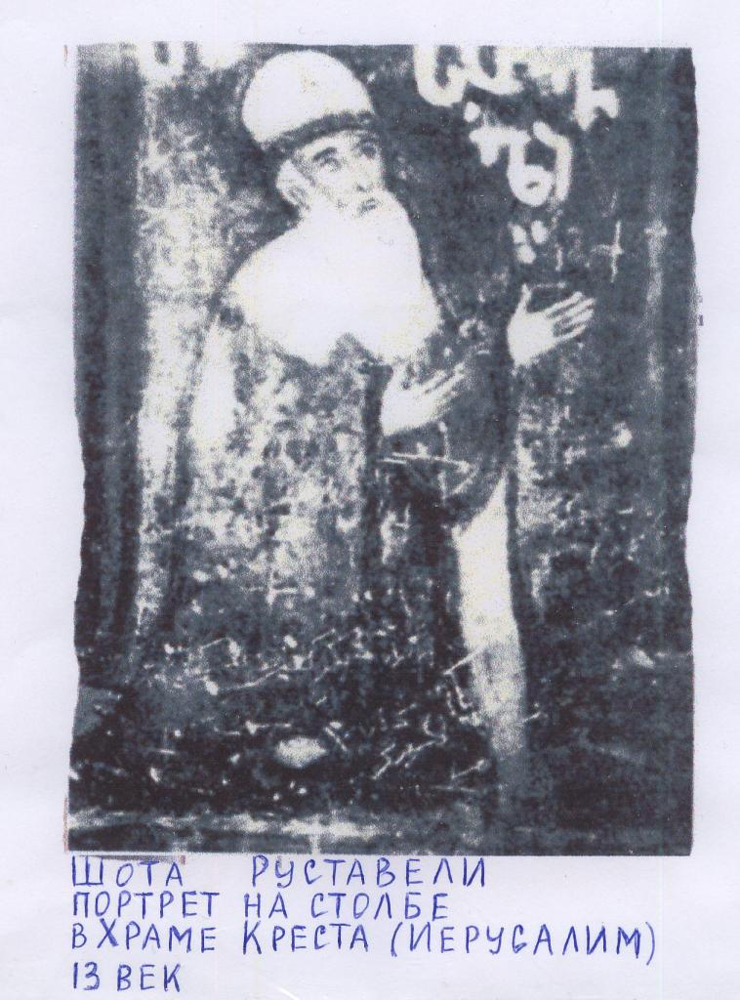 ШОТА РУСТАВЕЛИ
ПОРТРЕТ НА СТОЛБЕ
В ХРАМЕ КРЕСТА (ИЕРУСАЛИМ)
13 ВЕК